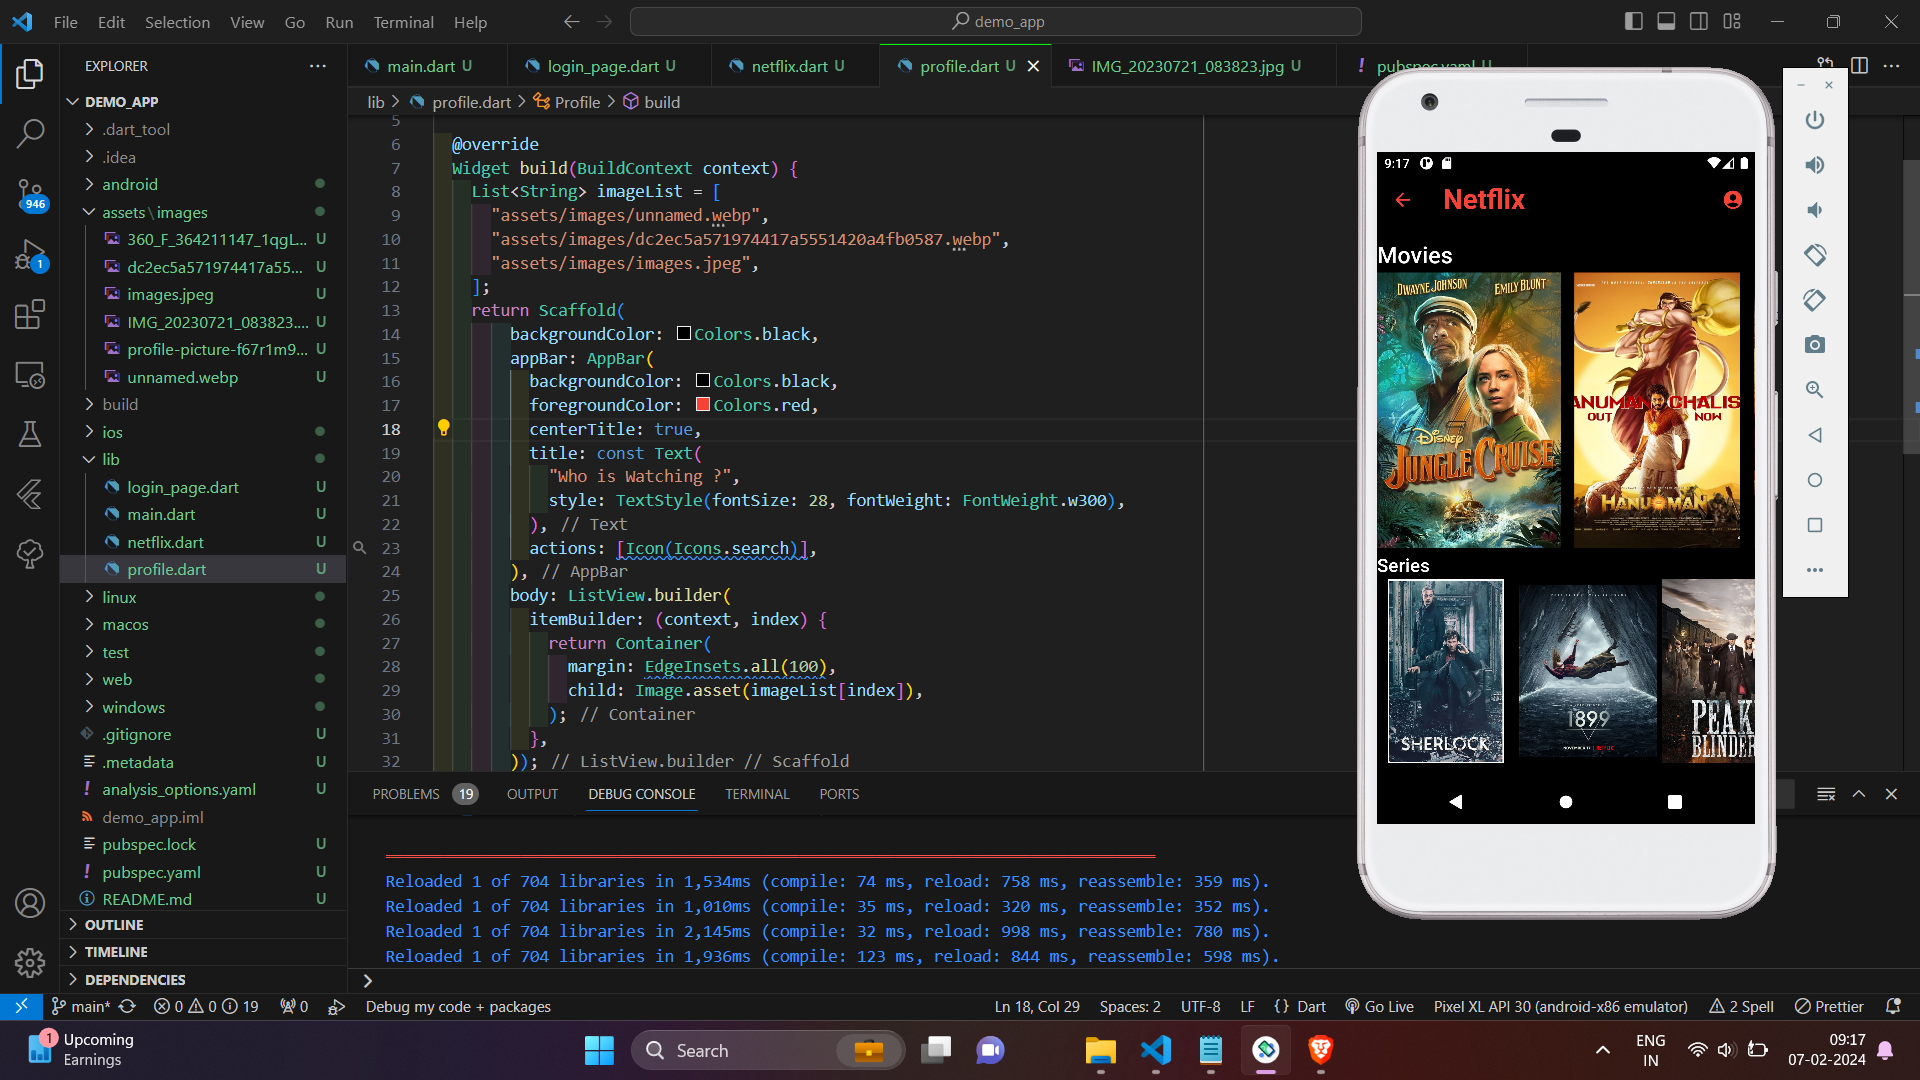 File Edit Selection View Go Run Terminal Help
demo_app
EXPLORER
main.dart U
login_page.dart U
netflix.dart U
profile.dart U
IMG_20230721_083823.jpg U
pubspec.yaml U
lib > profile.dart > Profile > build
DEMO_APP
.dart_tool
.idea
android
assets\images
360_F_364211147_1qgL... U
dc2ec5a571974417a55... U
images.jpeg U
IMG_20230721_083823.... U
profile-picture-f67r1m9... U
unnamed.webp U
build
ios
lib
login_page.dart U
main.dart U
netflix.dart U
profile.dart U
linux
macos
test
web
windows
.gitignore U
.metadata U
analysis_options.yaml U
demo_app.iml
pubspec.lock U
pubspec.yaml U
README.md U
OUTLINE
TIMELINE
DEPENDENCIES
946
1
5
6 @override
7 Widget build(BuildContext context) {
8 List<String> imageList = [
9 "assets/images/unnamed.webp",
10 "assets/images/dc2ec5a571974417a5551420a4fb0587.webp",
11 "assets/images/images.jpeg",
12 ];
13 return Scaffold(
14 backgroundColor: Colors.black,
15 appBar: AppBar(
16 backgroundColor: Colors.black,
17 foregroundColor: Colors.red,
18 centerTitle: true,
19 title: const Text(
20 "Who is Watching ?",
21 style: TextStyle(fontSize: 28, fontWeight: FontWeight.w300),
22 ), // Text
23 actions: [Icon(Icons.search)],
24 ), // AppBar
25 body: ListView.builder(
26 itemBuilder: (context, index) {
27 return Container(
28 margin: EdgeInsets.all(100),
29 child: Image.asset(imageList[index]),
30 ); // Container
31 },
32 )); // ListView.builder // Scaffold
PROBLEMS 19 OUTPUT DEBUG CONSOLE TERMINAL PORTS
Reloaded 1 of 704 libraries in 1,534ms (compile: 74 ms, reload: 758 ms, reassemble: 359 ms).
Reloaded 1 of 704 libraries in 1,010ms (compile: 35 ms, reload: 320 ms, reassemble: 352 ms).
Reloaded 1 of 704 libraries in 2,145ms (compile: 32 ms, reload: 998 ms, reassemble: 780 ms).
Reloaded 1 of 704 libraries in 1,936ms (compile: 123 ms, reload: 844 ms, reassemble: 598 ms).
9:17
Netflix
Movies
DWAYNE JOHNSON EMILY BLUNT
DISNEY
JUNGLE CRUISE
ANUMAN CHALIS
OUT NOW
HANUMAN
Series
SHERLOCK
1899
PEAK
BLINDER
main* 0 0 19 0 Debug my code + packages
Ln 18, Col 29 Spaces: 2 UTF-8 LF {} Dart Go Live Pixel XL API 30 (android-x86 emulator) 2 Spell Prettier
1
Upcoming
Earnings
Search
ENG
IN
09:17
07-02-2024